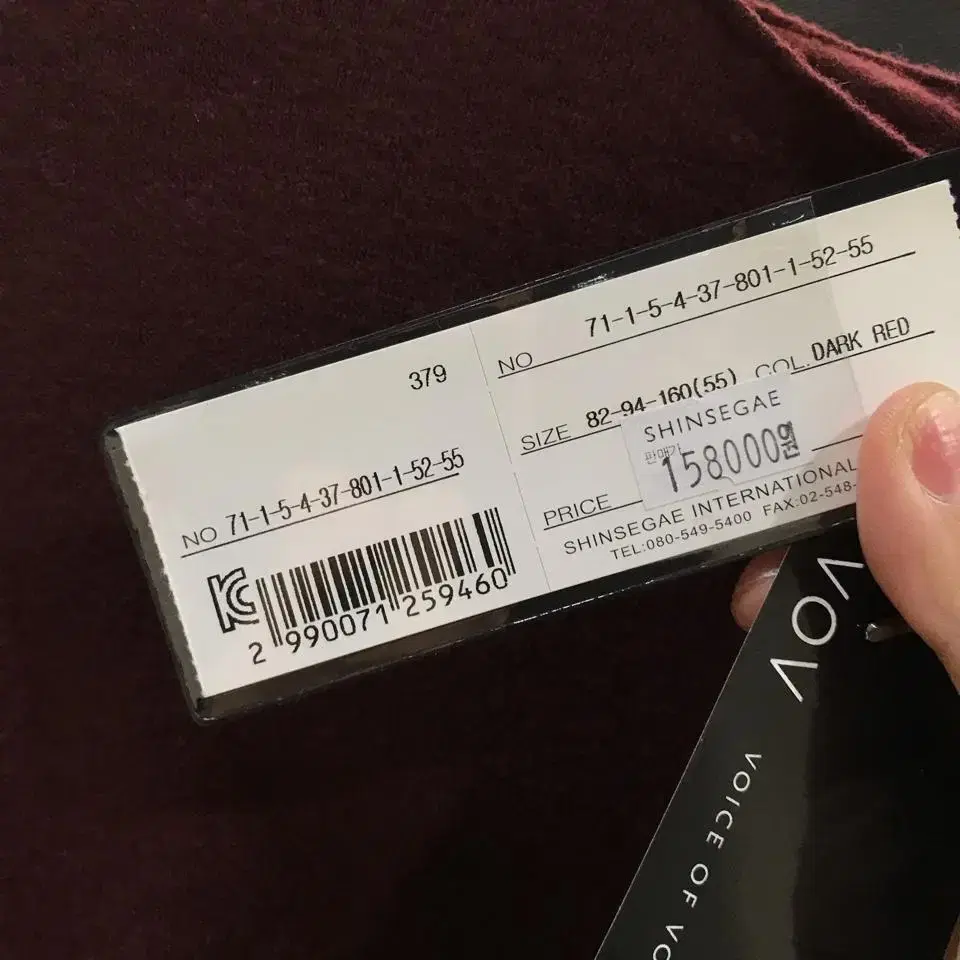 379
NO 71-1-5-4-37-801-1-52-55
2 990071 259460
NO 71-1-5-4-37-801-1-52-55
SIZE 82-94-160(55) COL. DARK RED
SHINSEGAE
판매가
158000원
PRICE
SHINSEGAE INTERNATIONAL
TEL:080-549-5400 FAX:02-548-
VOV
VOICE OF VO